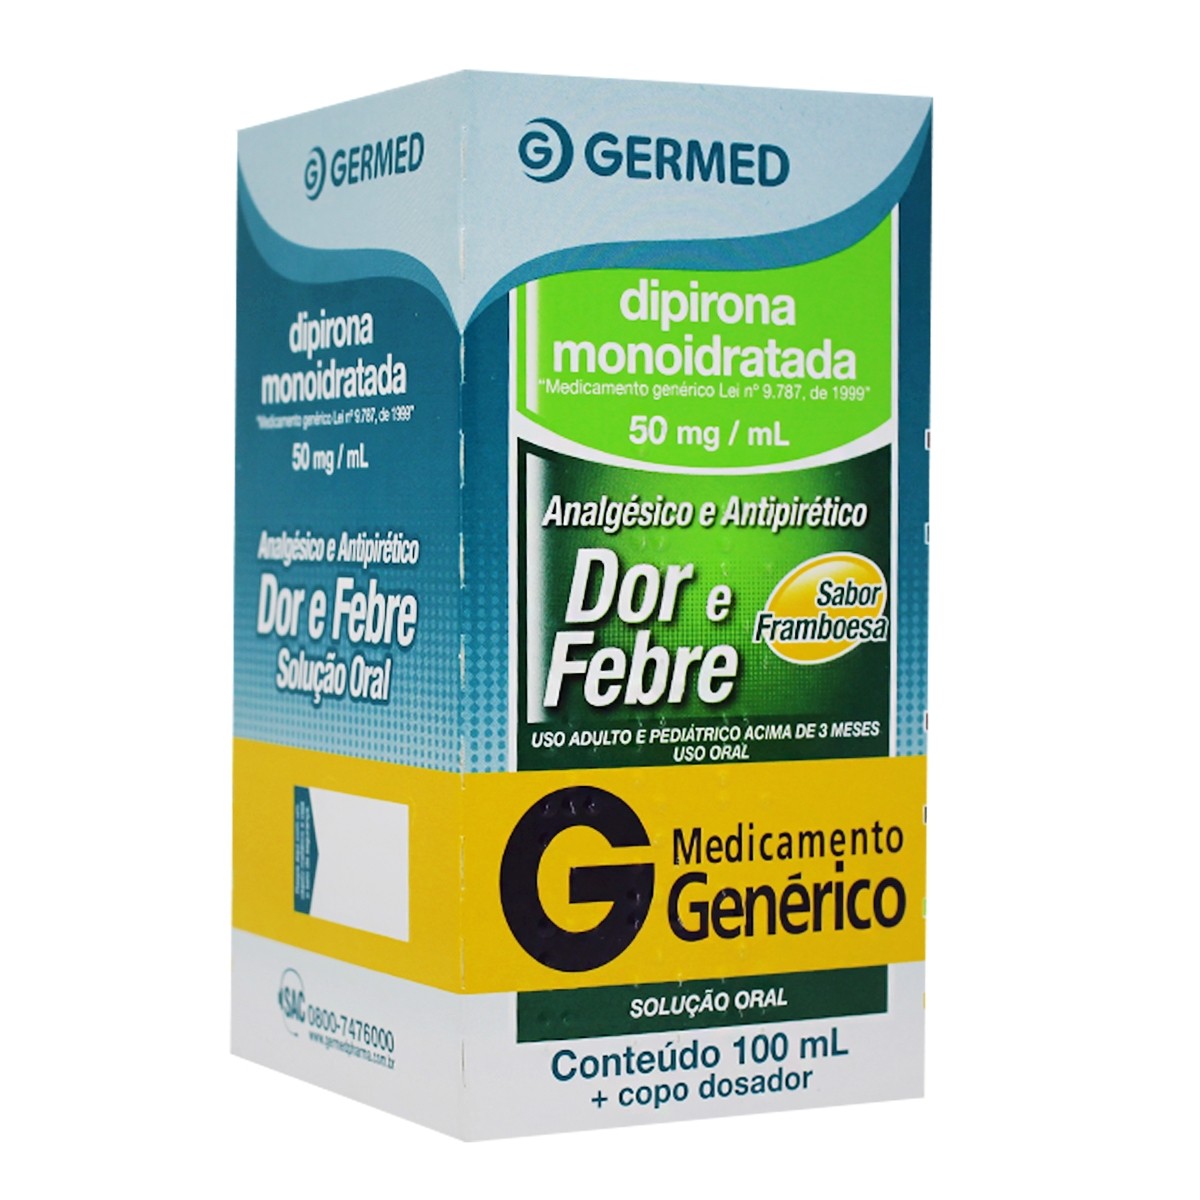 GERMED
dipirona
monoidratada
"Medicamento genérico Lei nº 9.787, de 1999"
50 mg / mL
Analgésico e Antipirético
Dor e Febre
Solução Oral
SAC 0800-7476000
www.germedpharma.com.br
G GERMED
dipirona
monoidratada
"Medicamento genérico Lei nº 9.787, de 1999"
50 mg / mL
Analgésico e Antipirético
Dor e
Febre
Sabor
Framboesa
USO ADULTO E PEDIÁTRICO ACIMA DE 3 MESES
USO ORAL
G Medicamento
Genérico
SOLUÇÃO ORAL
Conteúdo 100 mL
+ copo dosador